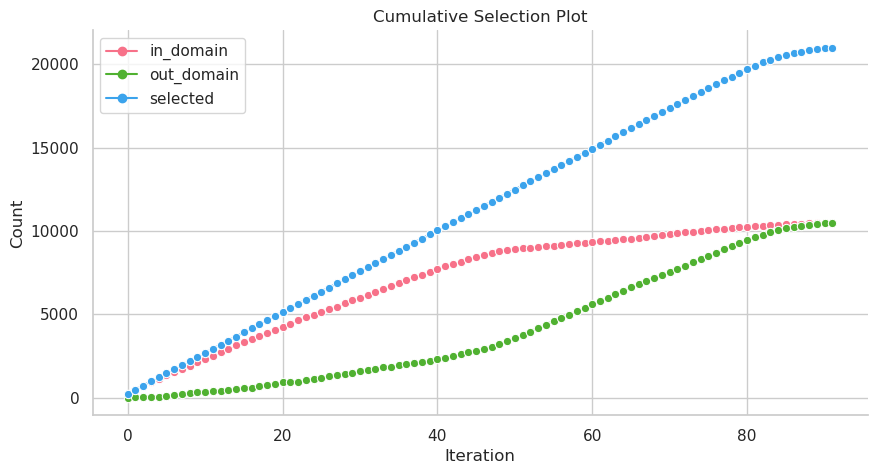 Cumulative Selection Plot
in_domain
out_domain
selected
Count
20000
15000
10000
5000
0
0 20 40 60 80
Iteration